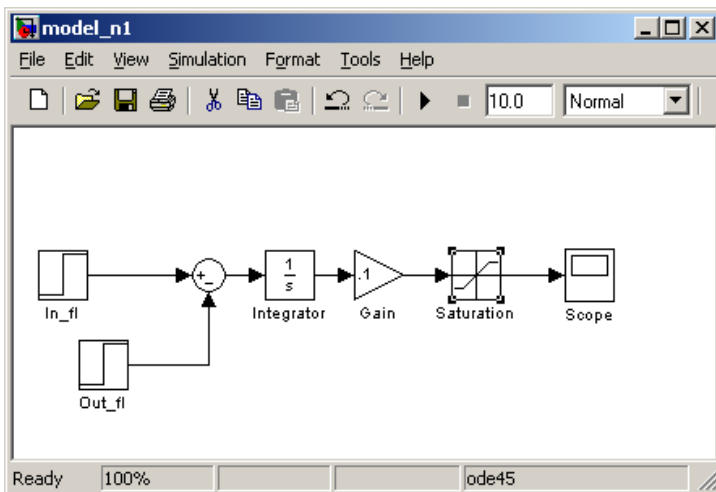 model_n1
File Edit View Simulation Format Tools Help
10.0 Normal
+
-
1
s
.1
In_fl
Integrator Gain Saturation Scope
Out_fl
Ready 100% ode45